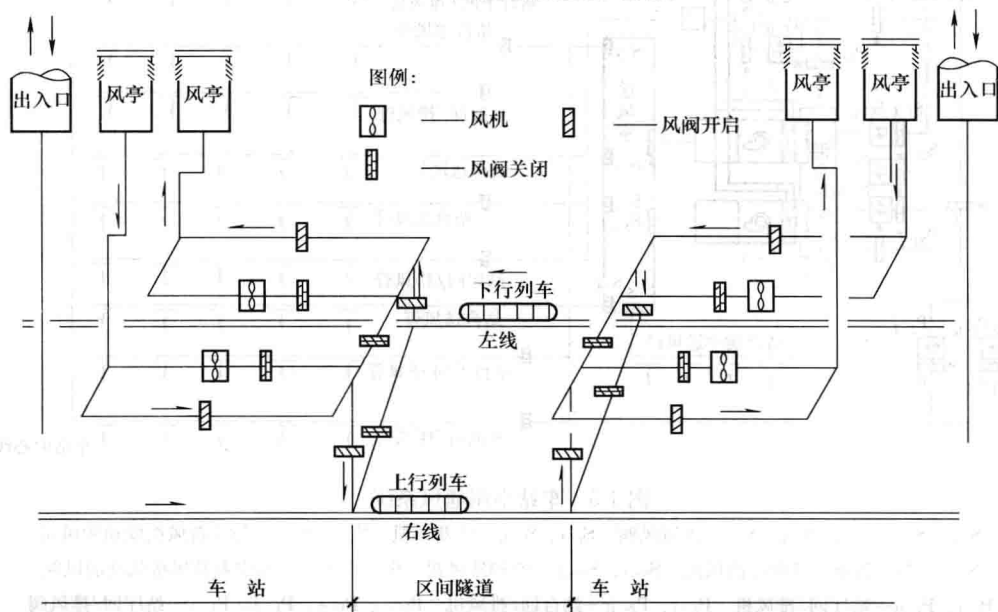 出入口
风亭
风亭
图例：
风机
风阀开启
风阀关闭
风亭
风亭
出入口
下行列车
左线
上行列车
右线
车 站
区间隧道
车 站